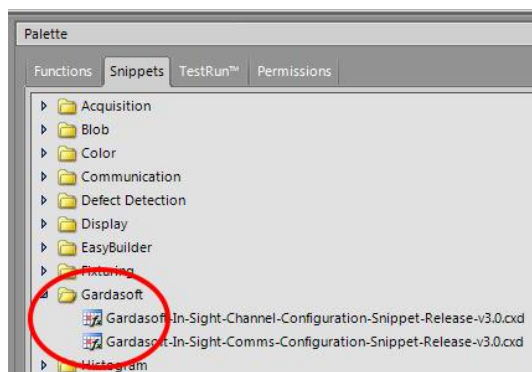 Palette
Functions Snippets TestRun™ Permissions
Acquisition
Blob
Color
Communication
Defect Detection
Display
EasyBuilder
Fixturing
Gardasoft
Gardasoft-In-Sight-Channel-Configuration-Snippet-Release-v3.0.cxd
Gardasoft-In-Sight-Comms-Configuration-Snippet-Release-v3.0.cxd
Histogram